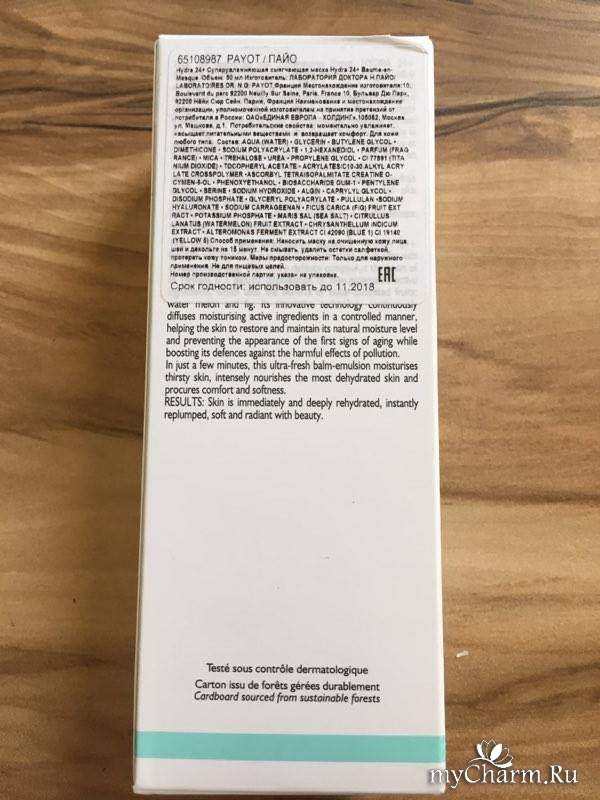 65108987 PAYOT / ПАЙО
Hydra 24+ Суперувлажняющая смягчающая маска Hydra 24+ Baume-en-
Masque Объем: 50 мл Изготовитель: ЛАБОРАТОРИЯ ДОКТОРА Н.ПАЙО/
LABORATOIRES DR. N.G. PAYOT,Франция Местонахождение изготовителя:10,
Boulevard du parc 92200 Neuilly Sur Seine, Paris, France 10, Бульвар Дю Парк,
92200 Нёйи Сюр Сейн, Париж, Франция Наименование и местонахождение
организации, уполномоченной изготовителем на принятие претензий от
потребителя в России: ОАО«ЕДИНАЯ ЕВРОПА - ХОЛДИНГ»,105082, Москва
ул. Машкова, д.1. Потребительские свойства: моментально увлажняет,
насыщает питательными веществами и возвращает комфорт. Для кожи
любого типа. Состав: AQUA (WATER) • GLYCERIN • BUTYLENE GLYCOL •
DIMETHICONE • SODIUM POLYACRYLATE • 1,2-HEXANEDIOL • PARFUM (FRAG
RANCE) • MICA • TREHALOSE • UREA • PROPYLENE GLYCOL • CI 77891 (TITA
NIUM DIOXIDE) • TOCOPHERYL ACETATE • ACRYLATES/C10-30 ALKYL ACRY
LATE CROSSPOLYMER • ASCORBYL TETRAISOPALMITATE CREATINE O-
CYMEN-5-OL • PHENOXYETHANOL • BIOSACCHARIDE GUM-1 • PENTYLENE
GLYCOL • SERINE • SODIUM HYDROXIDE • ALGIN • CAPRYLYL GLYCOL •
DISODIUM PHOSPHATE • GLYCERYL POLYACRYLATE • PULLULAN • SODIUM
HYALURONATE • SODIUM CARRAGEENAN • FICUS CARICA (FIG) FRUIT EXT
RACT • POTASSIUM PHOSPHATE • MARIS SAL (SEA SALT) • CITRULLUS
LANATUS (WATERMELON) FRUIT EXTRACT • CHRYSANTHELLUM INDICUM
EXTRACT • ALTEROMONAS FERMENT EXTRACT CI 42090 (BLUE 1) CI 19140
(YELLOW 5) Способ применения: Наносить маску на очищенную кожу лица,
шеи и декольте на 15 минут. Не смывать, удалить остатки салфеткой,
протереть кожу тоником. Меры предосторожности: Только для наружного
применения. Не для пищевых целей.
Номер производственной партии: указан на упаковке. EAC
Срок годности: использовать до 11.2018
water melon and fig. Its innovative technology continuously
diffuses moisturising active ingredients in a controlled manner,
helping the skin to restore and maintain its natural moisture level
and preventing the appearance of the first signs of aging while
boosting its defences against the harmful effects of pollution.
In just a few minutes, this ultra-fresh balm-emulsion moisturises
thirsty skin, intensely nourishes the most dehydrated skin and
procures comfort and softness.
RESULTS: Skin is immediately and deeply rehydrated, instantly
replumped, soft and radiant with beauty.
Testé sous contrôle dermatologique
Carton issu de forêts gérées durablement
Cardboard sourced from sustainable forests
myCharm.Ru